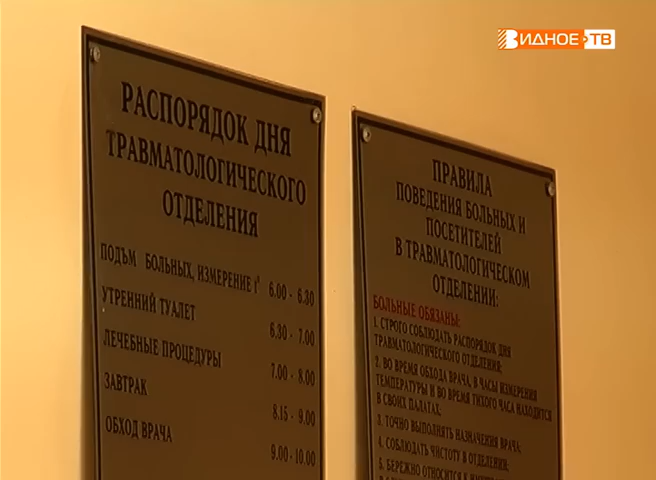 ВИДНОЕ ТВ
РАСПОРЯДОК ДНЯ
ТРАВМАТОЛОГИЧЕСКОГО
ОТДЕЛЕНИЯ
ПОДЪМ БОЛЬНЫХ, ИЗМЕРЕНИЕ t° 6.00 - 6.30
УТРЕННИЙ ТУАЛЕТ 6.30 - 7.00
ЛЕЧЕБНЫЕ ПРОЦЕДУРЫ 7.00 - 8.00
ЗАВТРАК 8.15 - 9.00
ОБХОД ВРАЧА 9.00 - 10.00
ПРАВИЛА
ПОВЕДЕНИЯ БОЛЬНЫХ И
ПОСЕТИТЕЛЕЙ
В ТРАВМАТОЛОГИЧЕСКОМ
ОТДЕЛЕНИИ:
БОЛЬНЫЕ ОБЯЗАНЫ:
1. СТРОГО СОБЛЮДАТЬ РАСПОРЯДОК ДНЯ
ТРАВМАТОЛОГИЧЕСКОГО ОТДЕЛЕНИЯ;
2. ВО ВРЕМЯ ОБХОДА ВРАЧА, В ЧАСЫ ИЗМЕРЕНИЯ
ТЕМПЕРАТУРЫ И ВО ВРЕМЯ ТИХОГО ЧАСА НАХОДИТСЯ
В СВОИХ ПАЛАТАХ.
3. ТОЧНО ВЫПОЛНЯТЬ НАЗНАЧЕНИЯ ВРАЧА;
4. СОБЛЮДАТЬ ЧИСТОТУ В ОТДЕЛЕНИИ;
5. БЕРЕЖНО ОТНОСИТСЯ К